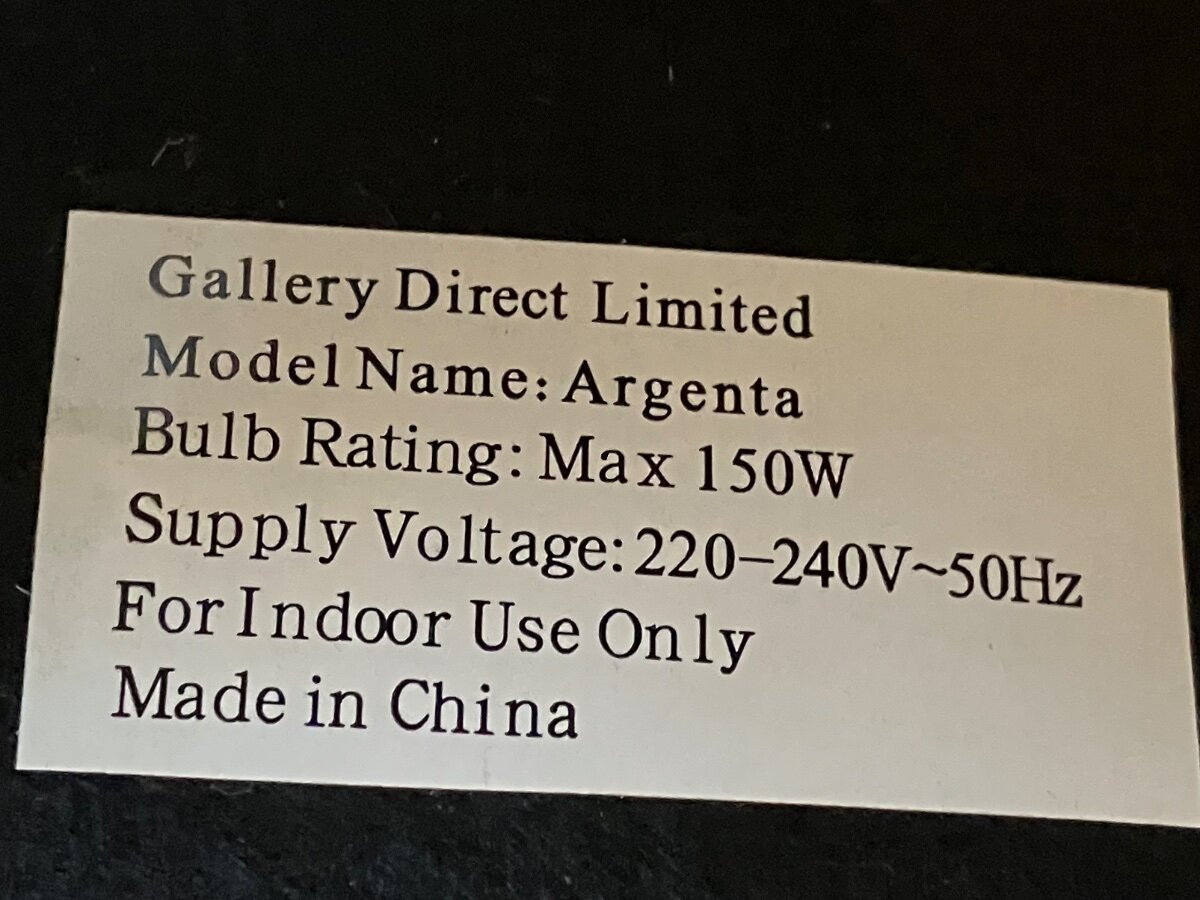 Gallery Direct Limited
Model Name: Argenta
Bulb Rating: Max 150W
Supply Voltage: 220-240V~50Hz
For Indoor Use Only
Made in China